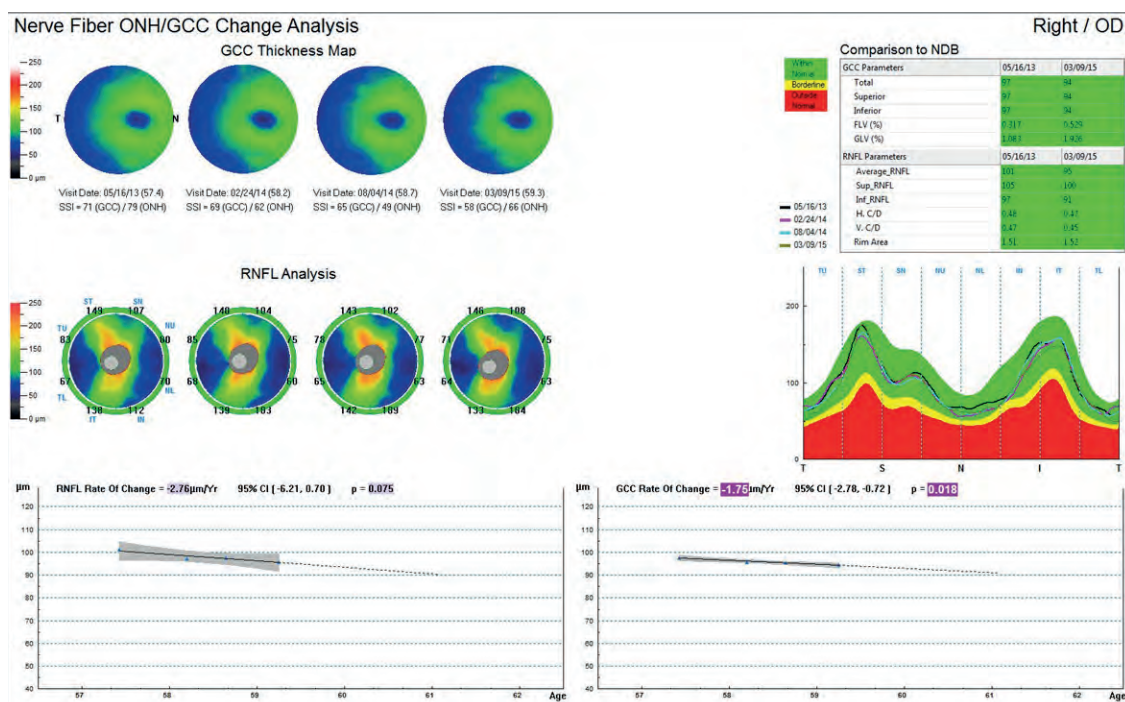 Nerve Fiber ONH/GCC Change Analysis
Right / OD
GCC Thickness Map
250
200
150
100
50
0 µm
T
N
Visit Date: 05/16/13 (57.4)
SSI = 71 (GCC) / 79 (ONH)
Visit Date: 02/24/14 (58.2)
SSI = 69 (GCC) / 62 (ONH)
Visit Date: 08/04/14 (58.7)
SSI = 65 (GCC) / 49 (ONH)
Visit Date: 03/09/15 (59.3)
SSI = 58 (GCC) / 66 (ONH)
Within
Normal
Borderline
Outside
Normal
Comparison to NDB
GCC Parameters 05/16/13 03/09/15
Total 97 94
Superior 97 94
Inferior 97 94
FLV (%) 0.317 0.529
GLV (%) 1.083 1.926
RNFL Parameters 05/16/13 03/09/15
Average_RNFL 101 95
Sup_RNFL 105 100
Inf_RNFL 97 91
H. C/D 0.48 0.47
V. C/D 0.47 0.45
Rim Area 1.51 1.52
05/16/13
02/24/14
08/04/14
03/09/15
RNFL Analysis
250
200
150
100
50
0 µm
ST SN
149 107
TU NU
83
67 70
TL NL
112
IT IN
140 104
85 75
69 60
139 103
143 102
78 75
65 63
142 109
146 108
71 75
64 63
133 104
TU ST SN NU NL IN IT TL
200
100
0
T S N I T
µm
RNFL Rate Of Change = -2.76µm/Yr 95% CI ( -6.21, 0.70 ) p = 0.075
120
110
100
90
80
70
60
50
40
57 58 59 60 61 62 Age
µm
GCC Rate Of Change = -1.75µm/Yr 95% CI ( -2.78, -0.72 ) p = 0.018
120
110
100
90
80
70
60
50
40
57 58 59 60 61 62 Age